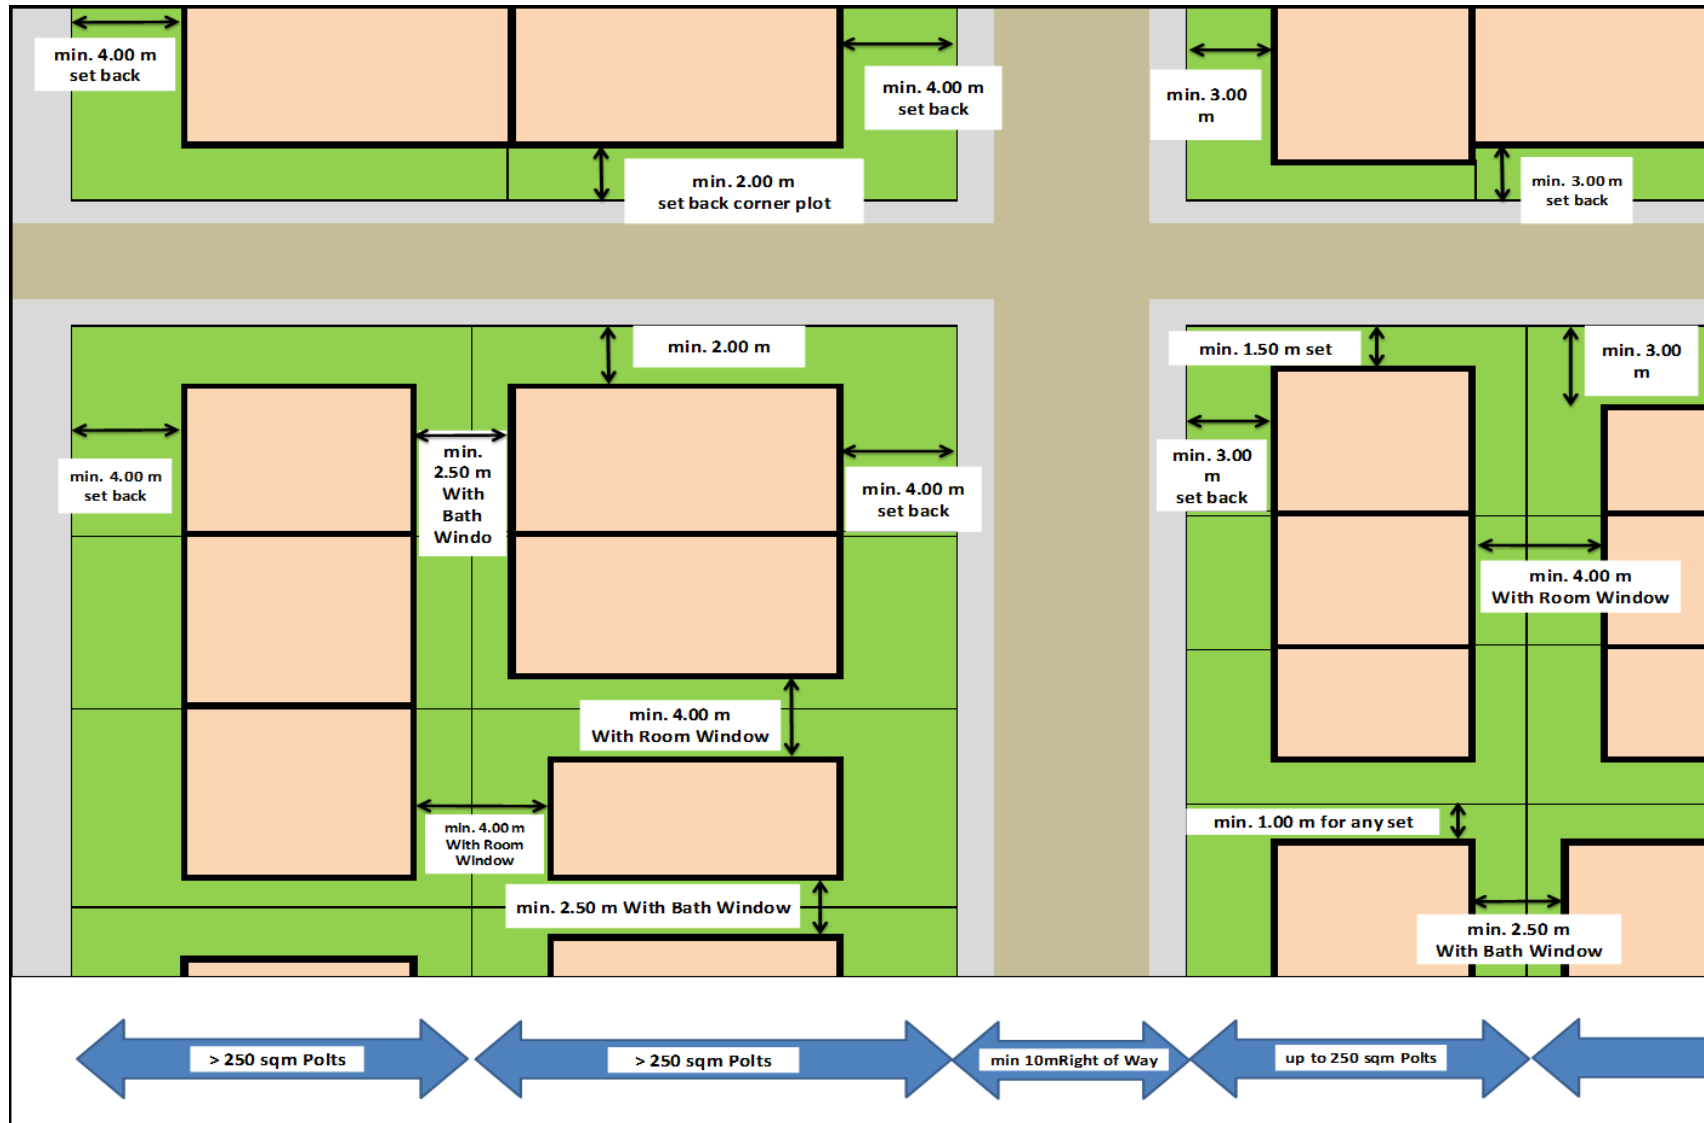 min. 4.00 m
set back
min. 4.00 m
set back
min. 3.00
m
min. 2.00 m
set back corner plot
min. 3.00 m
set back
min. 2.00 m
min. 1.50 m set
min. 3.00
m
min. 4.00 m
set back
min.
2.50 m
With
Bath
Windo
min. 4.00 m
set back
min. 3.00
m
set back
min. 4.00 m
With Room Window
min. 4.00 m
With Room Window
min. 4.00 m
With Room
Window
min. 1.00 m for any set
min. 2.50 m With Bath Window
min. 2.50 m
With Bath Window
> 250 sqm Polts
> 250 sqm Polts
min 10mRight of Way
up to 250 sqm Polts